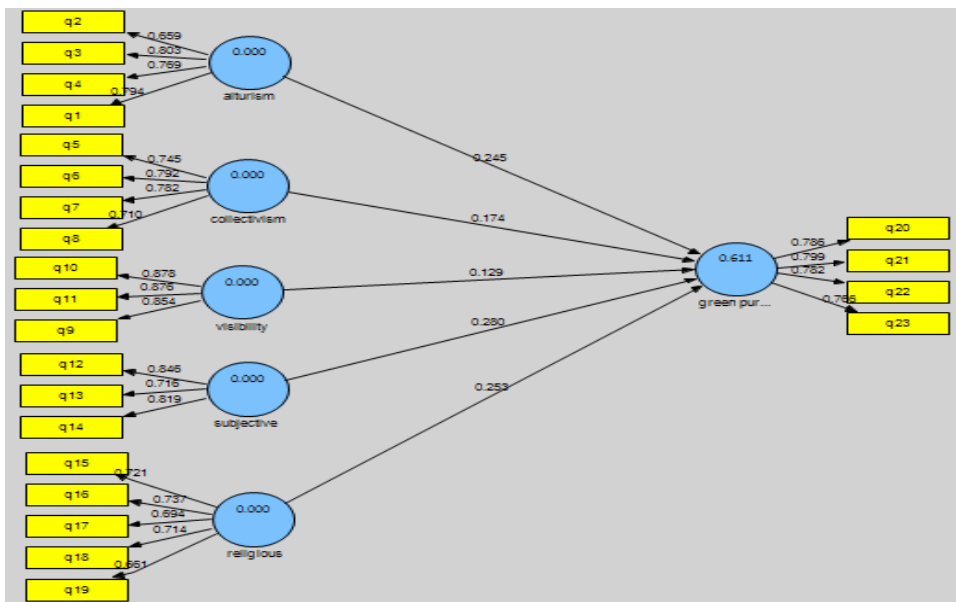 q2
0.659
0.000
q3
0.803
q4
0.769
q1
0.794
alturism
q5
0.745
0.000
q6
0.792
q7
0.782
q8
0.710
collectivism
q10
0.878
0.000
q11
0.876
q9
0.854
visibility
q12
0.846
0.000
q13
0.716
q14
0.819
subjective
q15
0.721
q16
0.737
0.000
q17
0.694
q18
0.714
religious
q19
0.245
0.174
0.129
0.280
0.253
0.611
green pur...
q20
0.786
q21
0.799
q22
0.782
q23